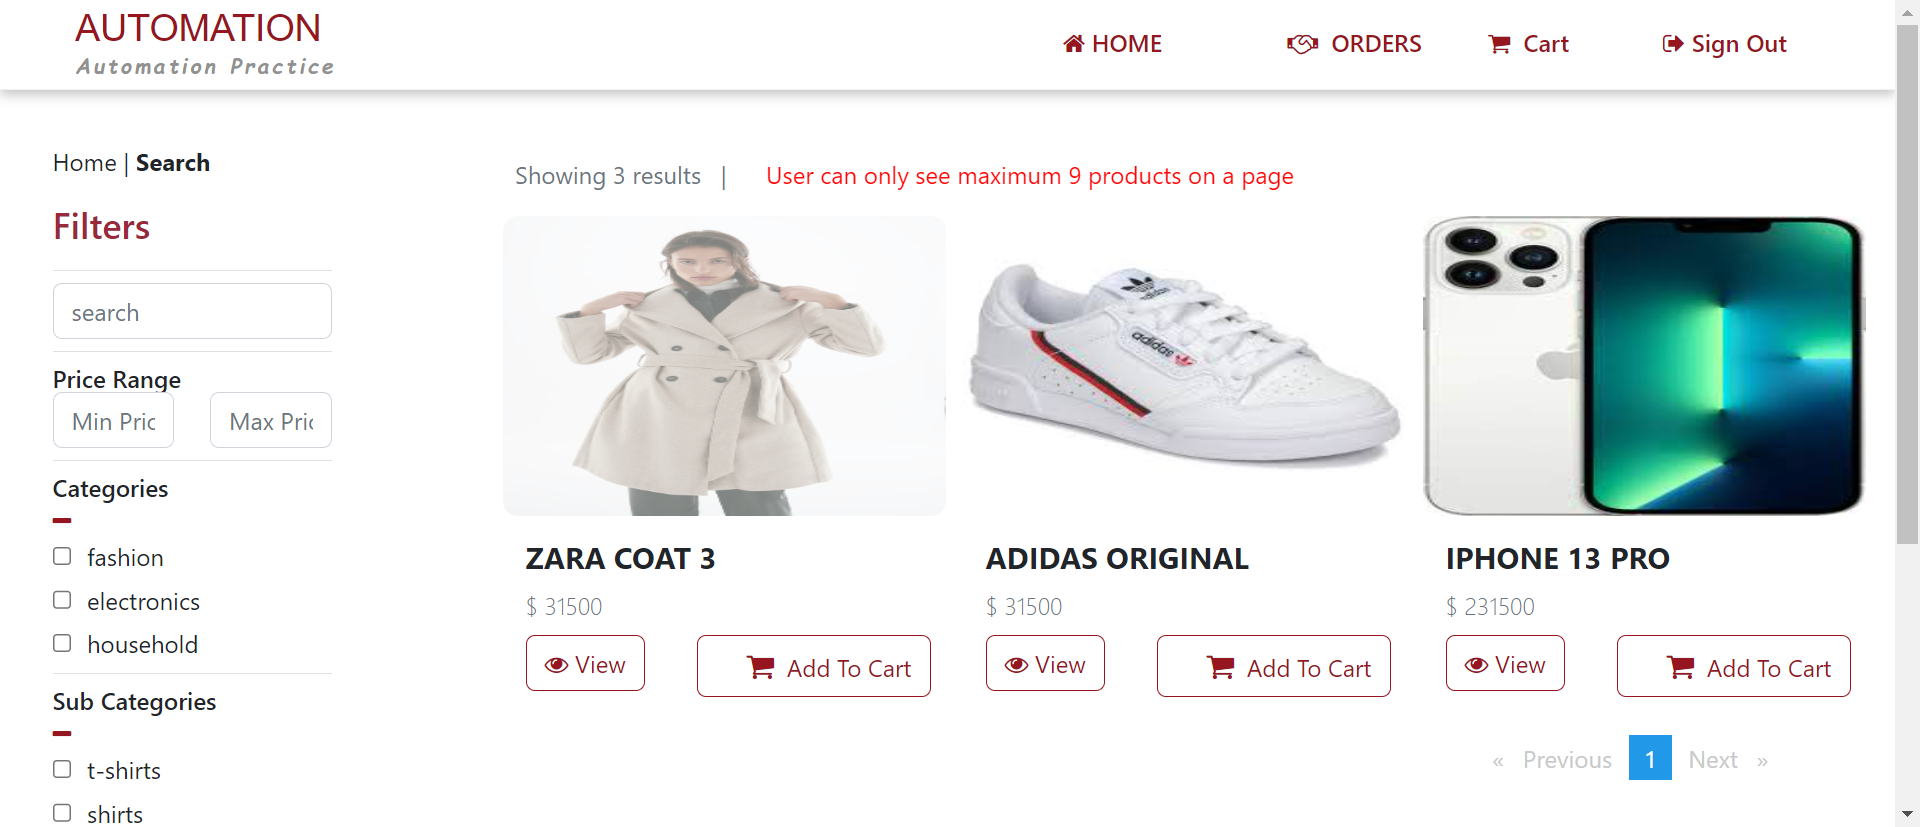 AUTOMATION
Automation Practice
HOME
ORDERS
Cart
Sign Out
Home | Search
Showing 3 results |
User can only see maximum 9 products on a page
Filters
search
Price Range
Min Pric
Max Pric
Categories
fashion
electronics
household
Sub Categories
t-shirts
shirts
adidas
adidas
ZARA COAT 3
$ 31500
View
Add To Cart
ADIDAS ORIGINAL
$ 31500
View
Add To Cart
IPHONE 13 PRO
$ 231500
View
Add To Cart
« Previous 1 Next »